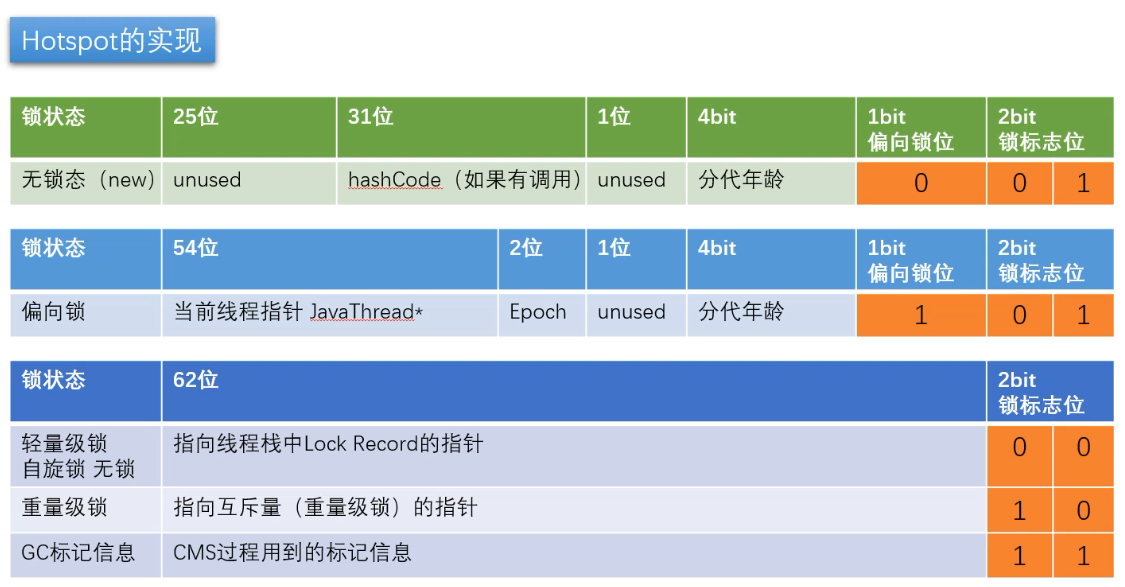 Hotspot的实现
锁状态 25位 31位 1位 4bit 1bit 2bit
偏向锁位 锁标志位
无锁态（new） unused hashCode（如果有调用） unused 分代年龄 0 0 1
锁状态 54位 2位 1位 4bit 1bit 2bit
偏向锁位 锁标志位
偏向锁 当前线程指针 JavaThread* Epoch unused 分代年龄 1 0 1
锁状态 62位 2bit
锁标志位
轻量级锁 指向线程栈中Lock Record的指针 0 0
自旋锁 无锁
重量级锁 指向互斥量（重量级锁）的指针 1 0
GC标记信息 CMS过程用到的标记信息 1 1